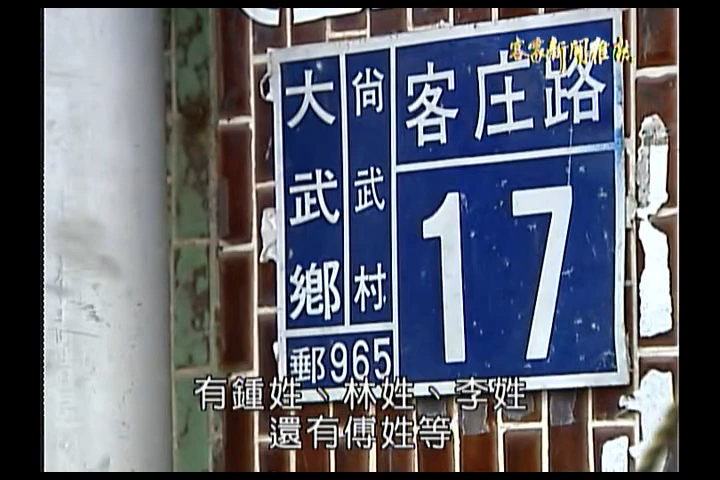 客家新聞雜誌
大武鄉
尚武村
客庄路
17
郵965
有鍾姓、林姓、李姓
還有傅姓等